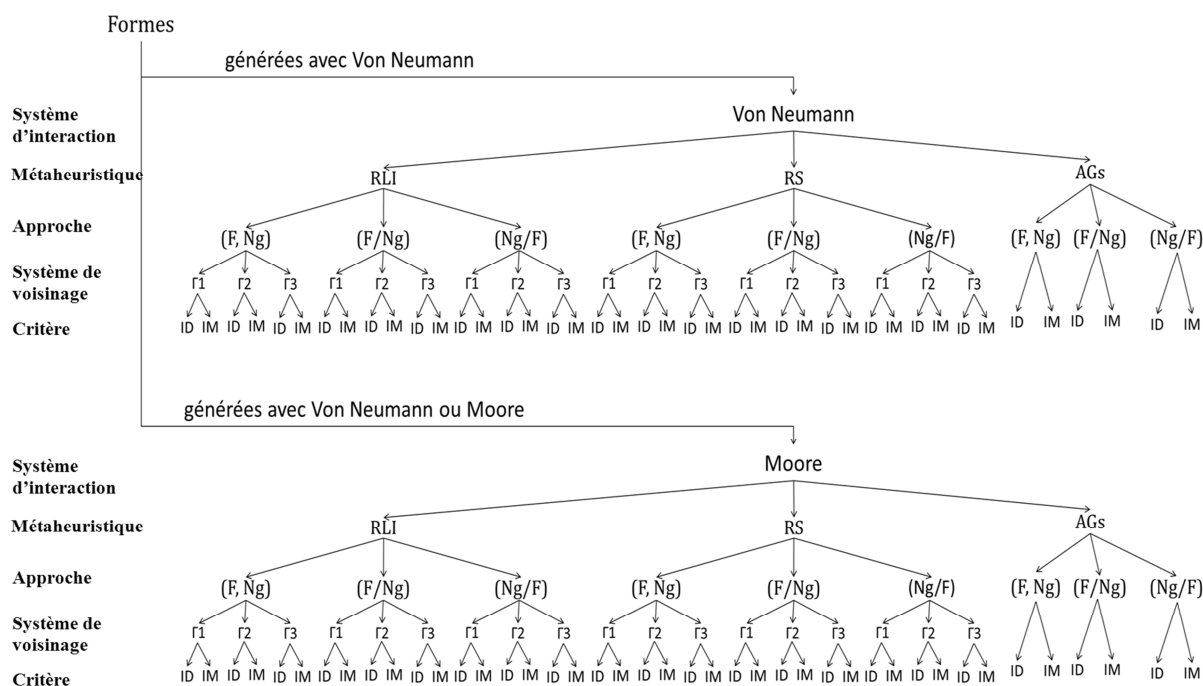 Formes
générées avec Von Neumann
Système
d'interaction
Von Neumann
Métaheuristique
RLI RS AGs
Approche
(F, Ng) (F/Ng) (Ng/F) (F, Ng) (F/Ng) (Ng/F) (F, Ng) (F/Ng) (Ng/F)
Système de
voisinage
Γ1 Γ2 Γ3 Γ1 Γ2 Γ3 Γ1 Γ2 Γ3 Γ1 Γ2 Γ3 Γ1 Γ2 Γ3 Γ1 Γ2 Γ3
Critère
ID IM ID IM ID IM ID IM ID IM ID IM ID IM ID IM ID IM ID IM ID IM ID IM ID IM ID IM ID IM ID IM ID IM ID IM ID IM ID IM ID IM
générées avec Von Neumann ou Moore
Système
d'interaction
Moore
Métaheuristique
RLI RS AGs
Approche
(F, Ng) (F/Ng) (Ng/F) (F, Ng) (F/Ng) (Ng/F) (F, Ng) (F/Ng) (Ng/F)
Système de
voisinage
Γ1 Γ2 Γ3 Γ1 Γ2 Γ3 Γ1 Γ2 Γ3 Γ1 Γ2 Γ3 Γ1 Γ2 Γ3 Γ1 Γ2 Γ3
Critère
ID IM ID IM ID IM ID IM ID IM ID IM ID IM ID IM ID IM ID IM ID IM ID IM ID IM ID IM ID IM ID IM ID IM ID IM ID IM ID IM ID IM